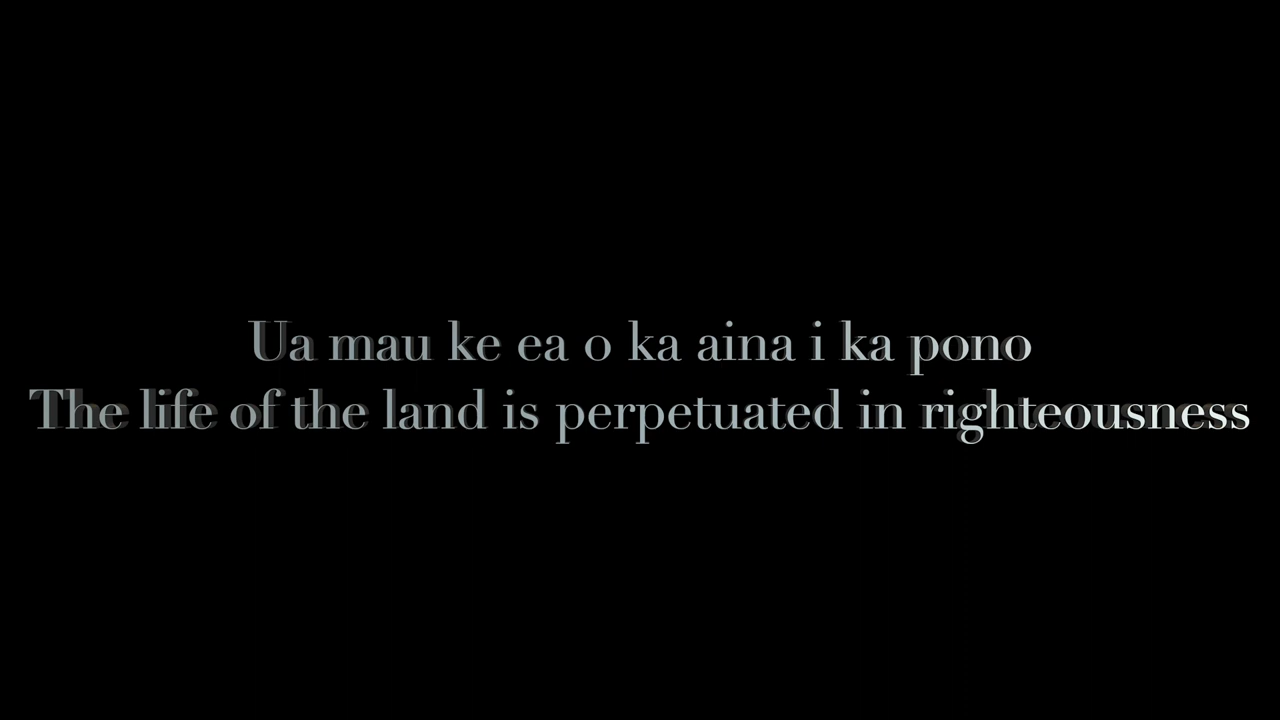 Ua mau ke ea o ka aina i ka pono
The life of the land is perpetuated in righteousness